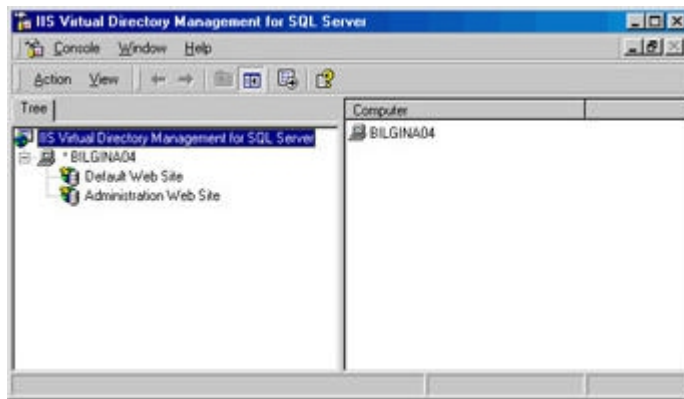 IIS Virtual Directory Management for SQL Server
Console Window Help
Action View
Tree
Computer
IIS Virtual Directory Management for SQL Server
BILGINA04
* BILGINA04
Default Web Site
Administration Web Site